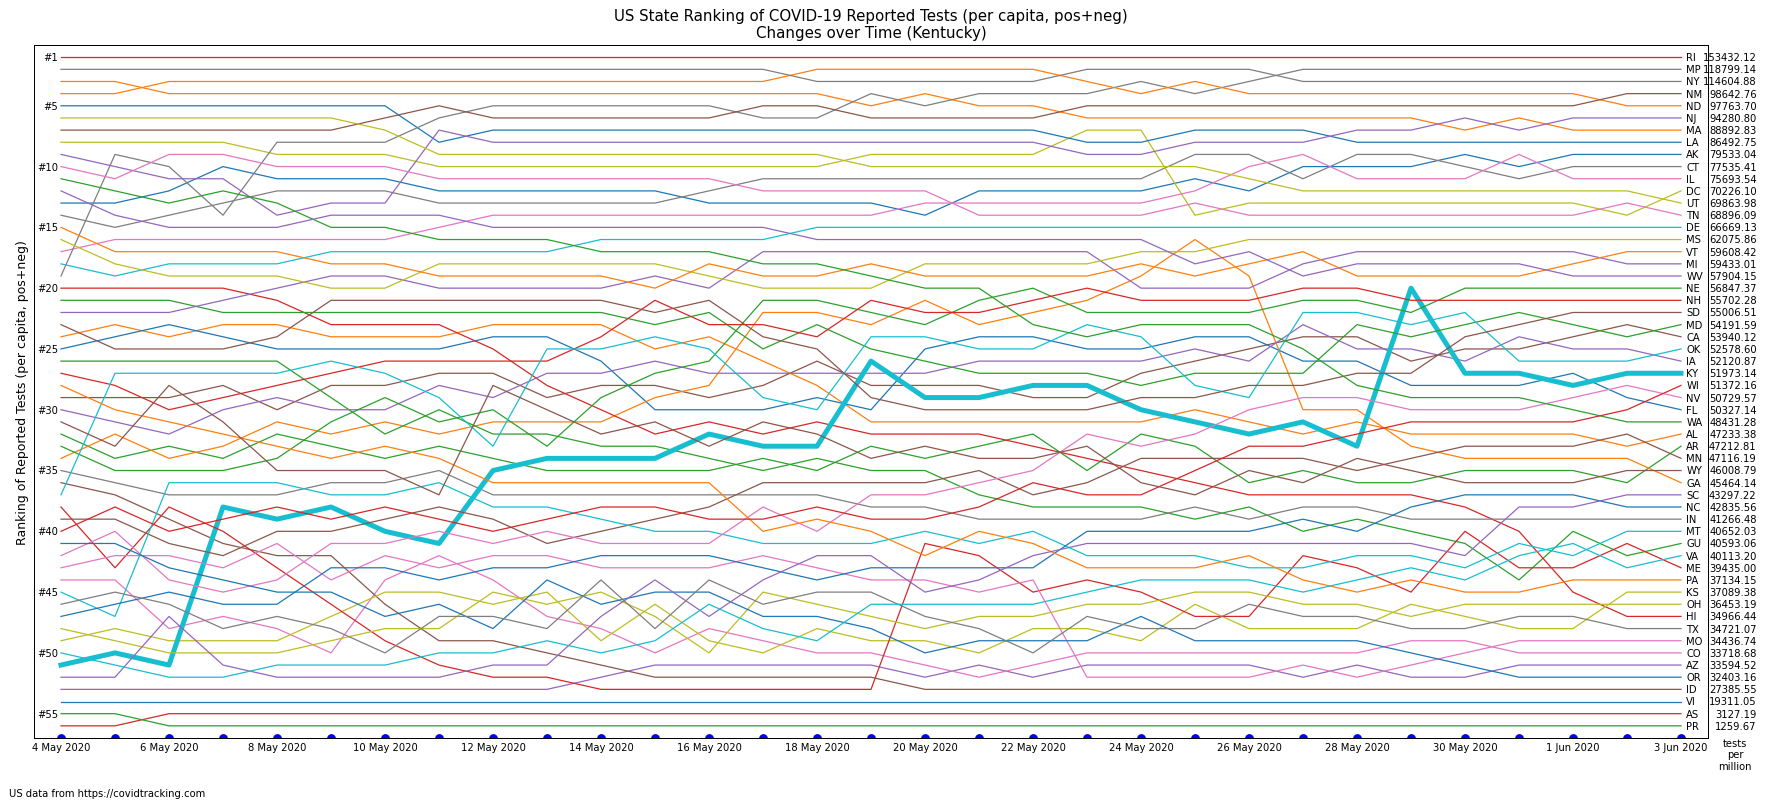 US State Ranking of COVID-19 Reported Tests (per capita, pos+neg)
Changes over Time (Kentucky)
Ranking of Reported Tests (per capita, pos+neg)
#1
#5
#10
#15
#20
#25
#30
#35
#40
#45
#50
#55
RI 153432.12
MP 118799.14
NY 114604.88
NM 98642.76
ND 97763.70
NJ 94280.80
MA 88892.83
LA 86492.75
AK 79533.04
CT 77535.41
IL 75693.54
DC 70226.10
UT 69863.98
TN 68896.09
DE 66669.13
MS 62075.86
VT 59608.42
MI 59433.01
WV 57904.15
NE 56847.37
NH 55702.28
SD 55006.51
MD 54191.59
CA 53940.12
OK 52578.60
IA 52120.87
KY 51973.14
WI 51372.16
NV 50729.57
FL 50327.14
WA 48431.28
AL 47233.38
AR 47212.81
MN 47116.19
WY 46008.79
GA 45464.14
SC 43297.22
NC 42835.56
IN 41266.48
MT 40652.03
GU 40593.06
VA 40113.20
ME 39435.00
PA 37134.15
KS 37089.38
OH 36453.19
HI 34966.44
TX 34721.07
MO 34436.74
CO 33718.68
AZ 33594.52
OR 32403.16
ID 27385.55
VI 19311.05
AS 3127.19
PR 1259.67
4 May 2020 6 May 2020 8 May 2020 10 May 2020 12 May 2020 14 May 2020 16 May 2020 18 May 2020 20 May 2020 22 May 2020 24 May 2020 26 May 2020 28 May 2020 30 May 2020 1 Jun 2020 3 Jun 2020
tests
per
million
US data from https://covidtracking.com